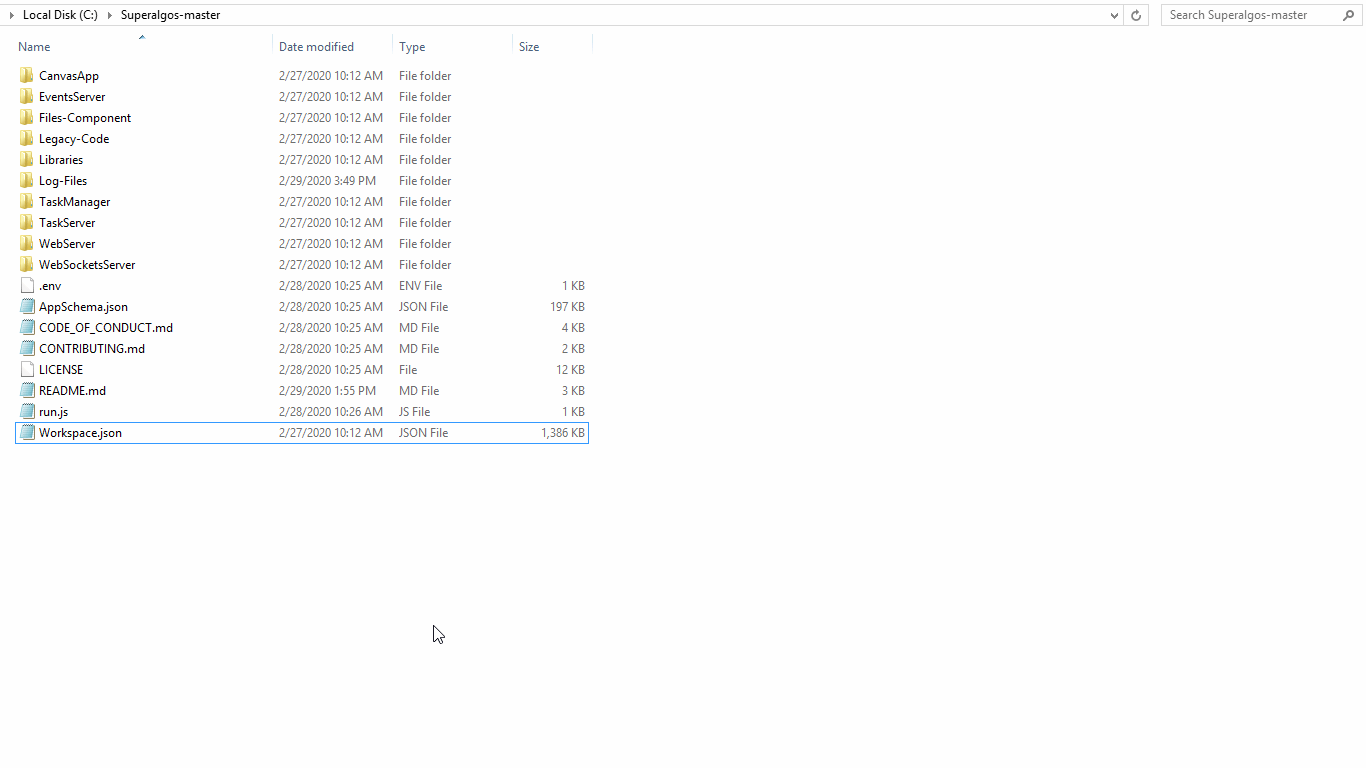 Local Disk (C:) Superalgos-master Search Superalgos-master
Name Date modified Type Size
CanvasApp 2/27/2020 10:12 AM File folder
EventsServer 2/27/2020 10:12 AM File folder
Files-Component 2/27/2020 10:12 AM File folder
Legacy-Code 2/27/2020 10:12 AM File folder
Libraries 2/27/2020 10:12 AM File folder
Log-Files 2/29/2020 3:49 PM File folder
TaskManager 2/27/2020 10:12 AM File folder
TaskServer 2/27/2020 10:12 AM File folder
WebServer 2/27/2020 10:12 AM File folder
WebSocketsServer 2/27/2020 10:12 AM File folder
.env 2/28/2020 10:25 AM ENV File 1 KB
AppSchema.json 2/28/2020 10:25 AM JSON File 197 KB
CODE_OF_CONDUCT.md 2/28/2020 10:25 AM MD File 4 KB
CONTRIBUTING.md 2/28/2020 10:25 AM MD File 2 KB
LICENSE 2/28/2020 10:25 AM File 12 KB
README.md 2/29/2020 1:55 PM MD File 3 KB
run.js 2/28/2020 10:26 AM JS File 1 KB
Workspace.json 2/27/2020 10:12 AM JSON File 1,386 KB